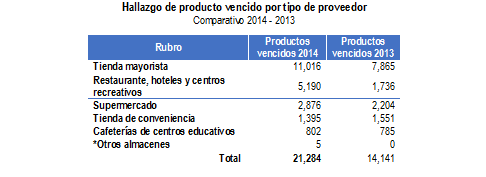 Hallazgo de producto vencido por tipo de proveedor
Comparativo 2014 - 2013
Rubro Productos vencidos 2014 Productos vencidos 2013
Tienda mayorista 11,016 7,865
Restaurante, hoteles y centros
recreativos 5,190 1,736
Supermercado 2,876 2,204
Tienda de conveniencia 1,395 1,551
Cafeterías de centros educativos 802 785
*Otros almacenes 5 0
Total 21,284 14,141